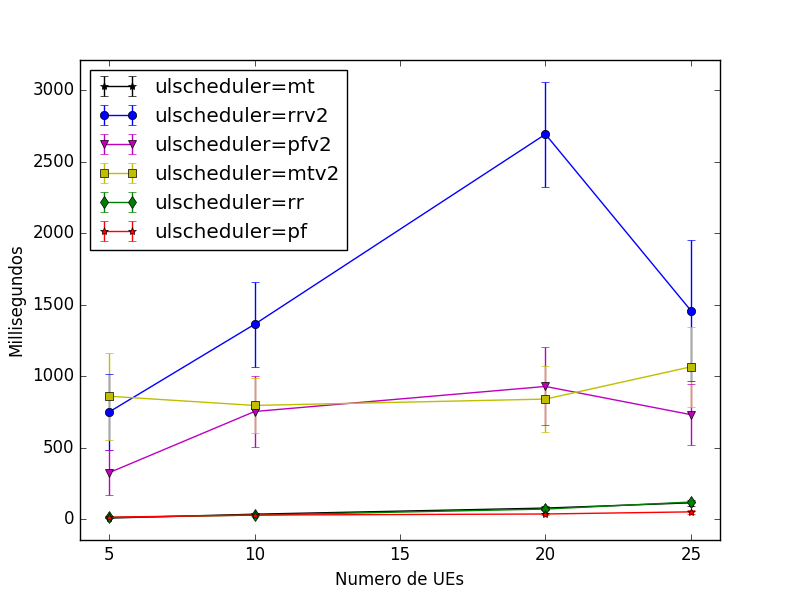 3000
2500
2000
1500
1000
500
0
Millisegundos
ulscheduler=mt
ulscheduler=rrv2
ulscheduler=pfv2
ulscheduler=mtv2
ulscheduler=rr
ulscheduler=pf
5 10 15 20 25
Numero de UEs